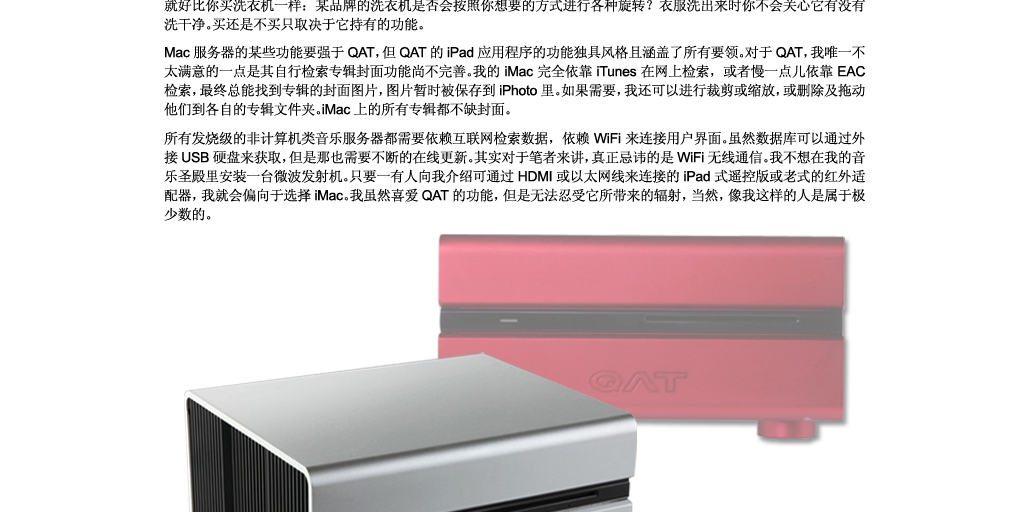 就好比你买洗衣机一样：某品牌的洗衣机是否会按照你想要的方式进行各种旋转？衣服洗出来时你不会关心它有没有
洗干净。买还是不买只取决于它持有的功能。
Mac 服务器的某些功能要强于 QAT，但 QAT 的 iPad 应用程序的功能独具风格且涵盖了所有要领。对于 QAT，我唯一不
太满意的一点是其自行检索专辑封面功能尚不完善。我的 iMac 完全依靠 iTunes 在网上检索，或者慢一点儿依靠 EAC
检索，最终总能找到专辑的封面图片，图片暂时被保存到 iPhoto 里。如果需要，我还可以进行裁剪或缩放，或删除及拖动
他们到各自的专辑文件夹。iMac 上的所有专辑都不缺封面。
所有发烧级的非计算机类音乐服务器都需要依赖互联网检索数据，依赖 WiFi 来连接用户界面。虽然数据库可以通过外
接 USB 硬盘来获取，但是那也需要不断的在线更新。其实对于笔者来讲，真正忌讳的是 WiFi 无线通信。我不想在我的音
乐圣殿里安装一台微波发射机。只要一有人向我介绍可通过 HDMI 或以太网线来连接的 iPad 式遥控版或老式的红外适
配器，我就会偏向于选择 iMac。我虽然喜爱 QAT 的功能，但是无法忍受它所带来的辐射，当然，像我这样的人是属于极
少数的。
QAT